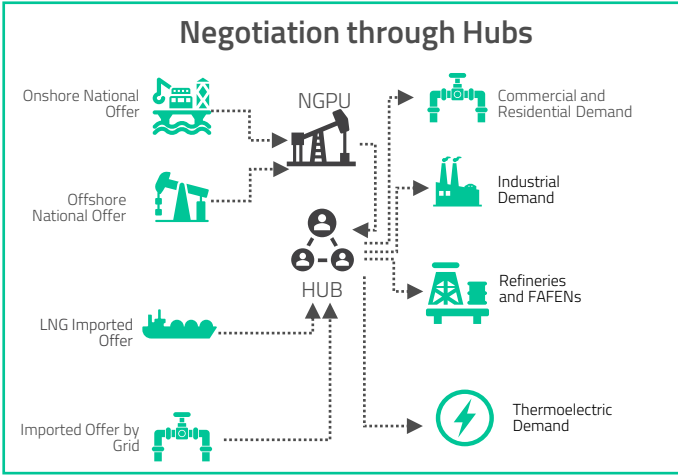 Negotiation through Hubs
Onshore National
Offer
NGPU
Commercial and
Residential Demand
Offshore
National Offer
Industrial
Demand
HUB
Refineries
and FAFENs
LNG Imported
Offer
Imported Offer by
Grid
Thermoelectric
Demand